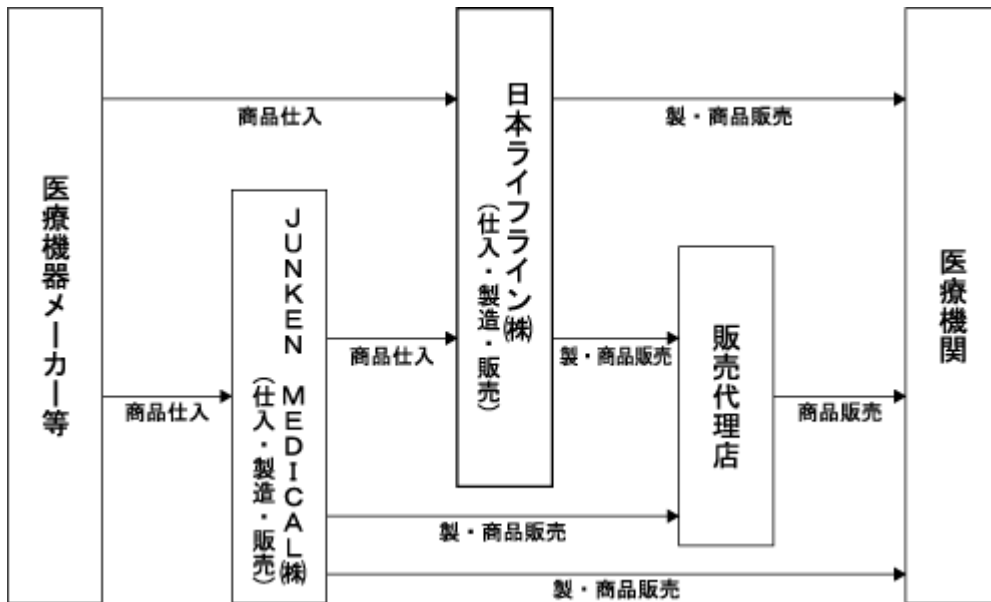 医療機器メーカー等
商品仕入
商品仕入
JUNKEN MEDICAL㈱
(仕入・製造・販売)
商品仕入
日本ライフライン㈱
(仕入・製造・販売)
製・商品販売
製・商品販売
製・商品販売
製・商品販売
販売代理店
商品販売
医療機関